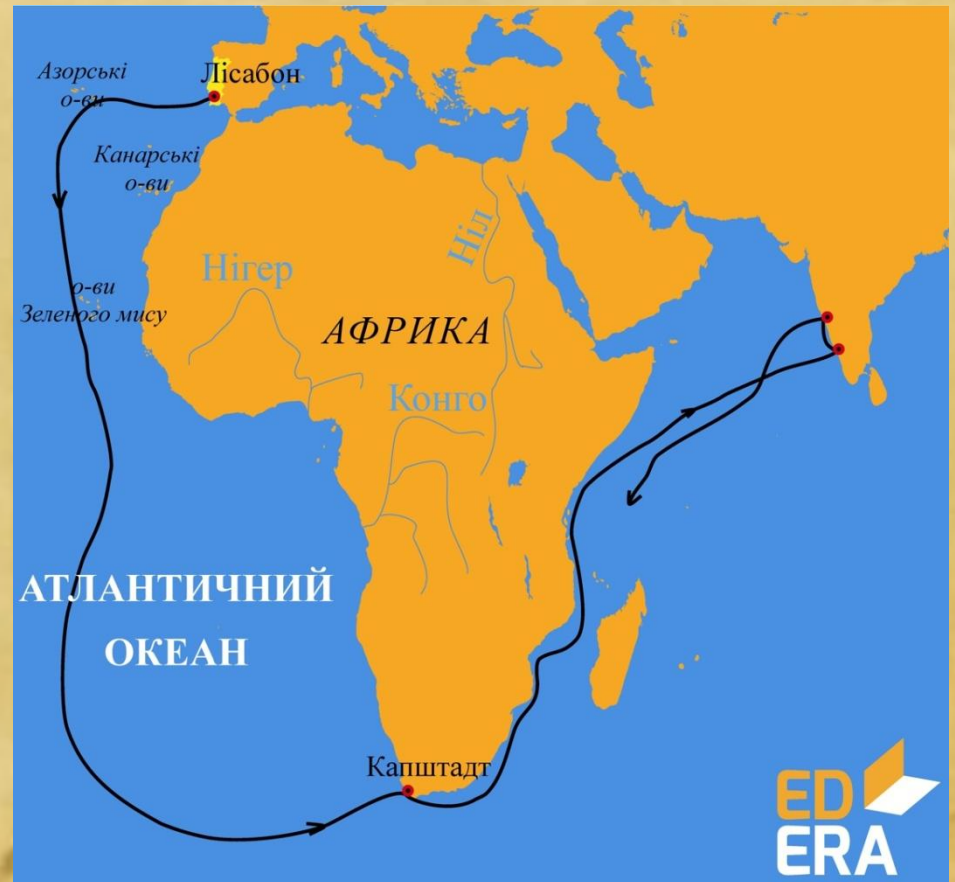 Азорські
о-ви
Лісабон
Канарські
о-ви
Ніл
Нігер
о-ви
Зеленого мису
АФРИКА
Конго
АТЛАНТИЧНИЙ
ОКЕАН
Капштадт
ED
ERA